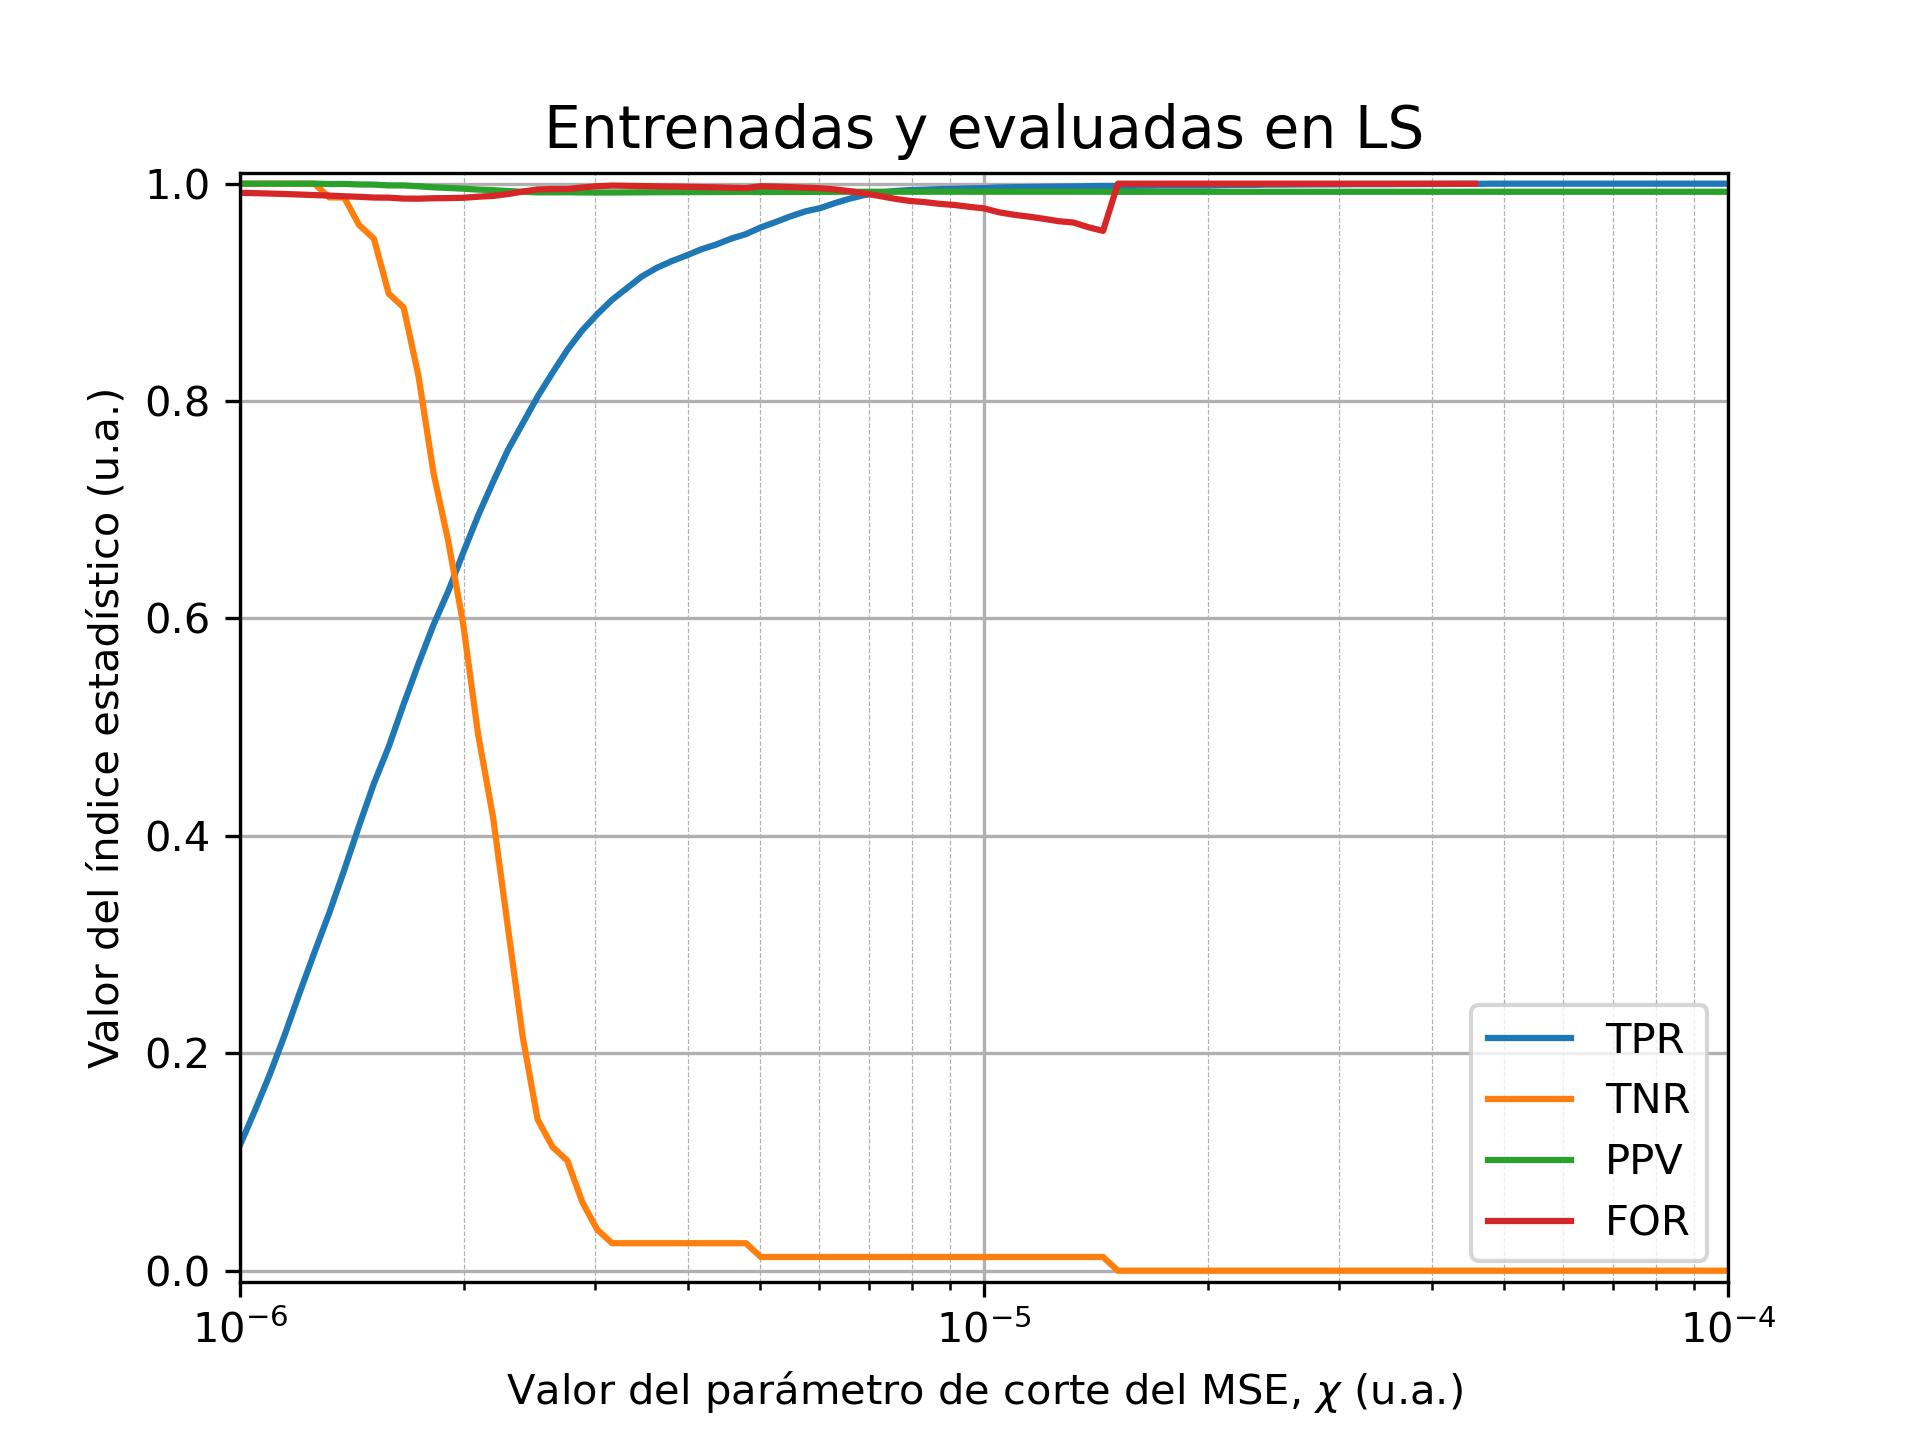 Entrenadas y evaluadas en LS
Valor del índice estadístico (u.a.)
1.0
0.8
0.6
0.4
0.2
0.0
10⁻⁶
10⁻⁵
10⁻⁴
Valor del parámetro de corte del MSE, χ (u.a.)
TPR
TNR
PPV
FOR